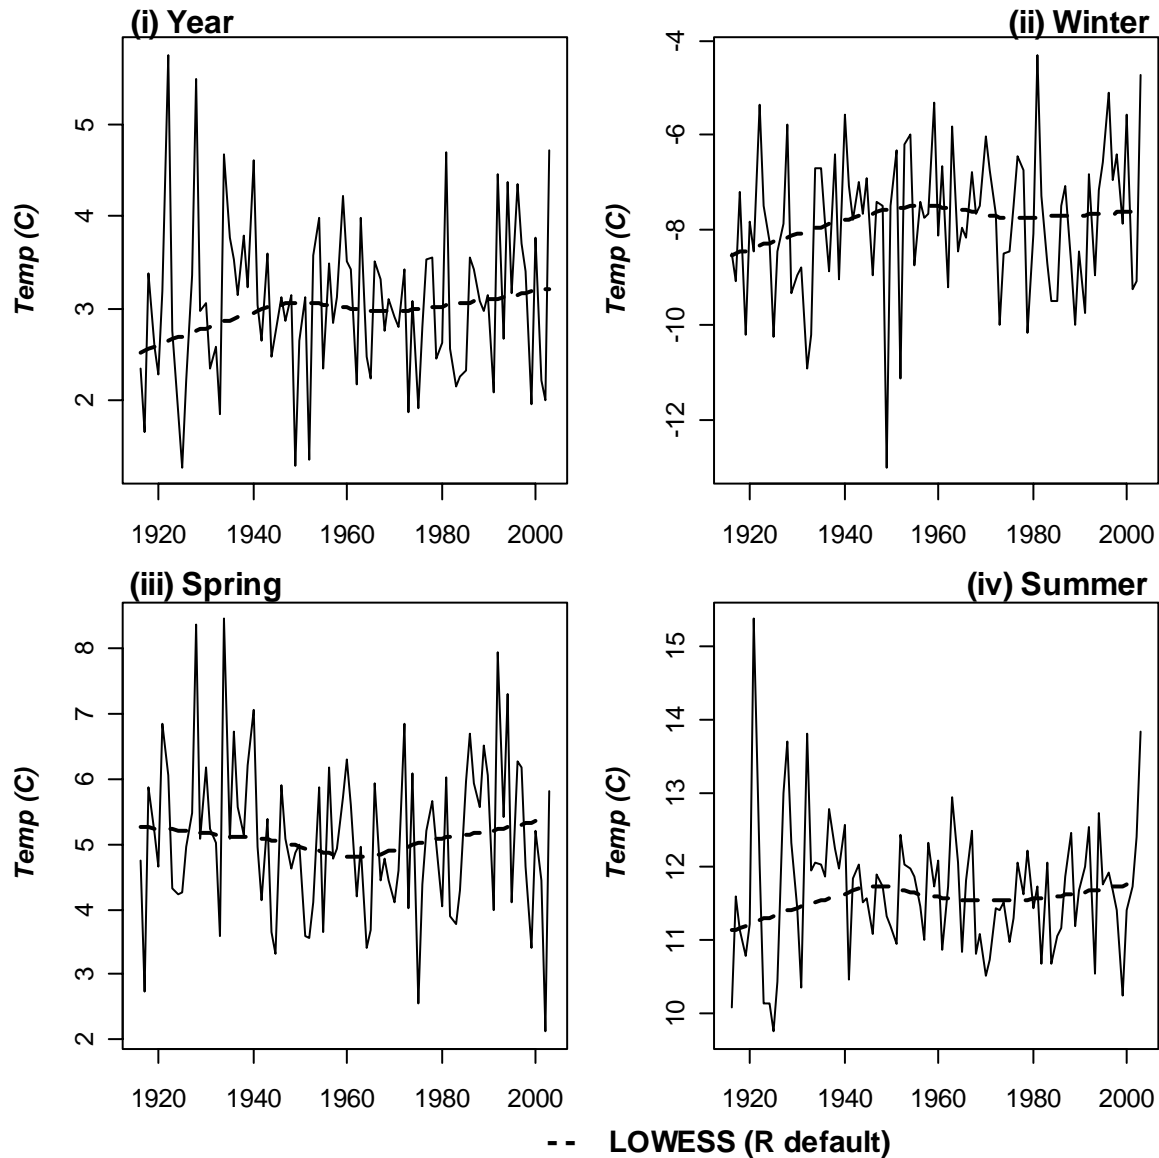 (i) Year
(ii) Winter
Temp (C)
5
4
3
2
1920 1940 1960 1980 2000
Temp (C)
-4
-6
-8
-10
-12
1920 1940 1960 1980 2000
(iii) Spring
(iv) Summer
Temp (C)
8
7
6
5
4
3
2
1920 1940 1960 1980 2000
Temp (C)
15
14
13
12
11
10
1920 1940 1960 1980 2000
-- LOWESS (R default)